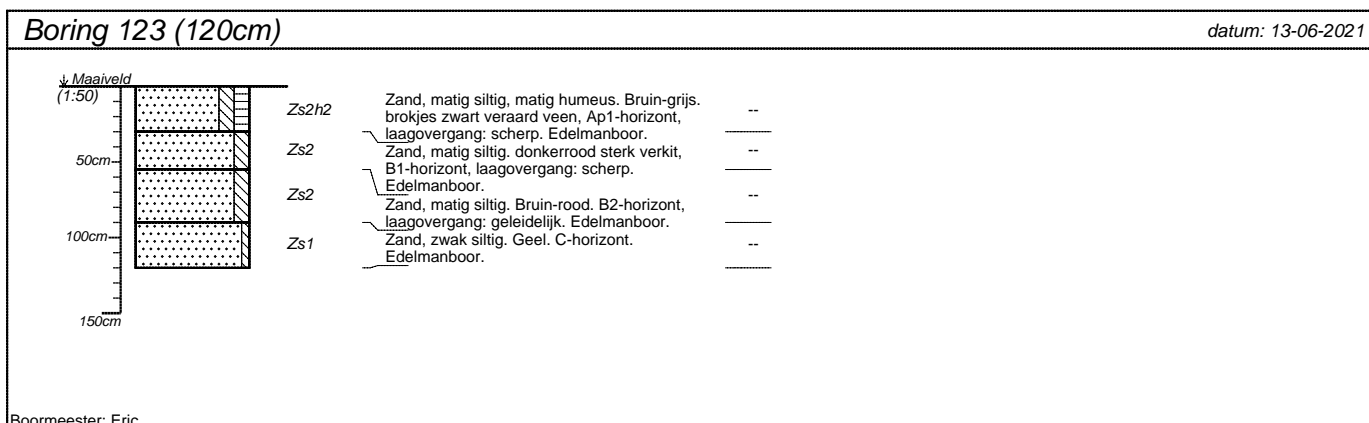 Boring 123 (120cm)
datum: 13-06-2021
Maaiveld
(1:50)
50cm
100cm
150cm
Zs2h2
Zand, matig siltig, matig humeus. Bruin-grijs.
brokjes zwart veraard veen, Ap1-horizont,
laagovergang: scherp. Edelmanboor.
--
Zs2
Zand, matig siltig. donkerrood sterk verkit,
B1-horizont, laagovergang: scherp.
Edelmanboor.
--
Zs2
Zand, matig siltig. Bruin-rood. B2-horizont,
laagovergang: geleidelijk. Edelmanboor.
--
Zs1
Zand, zwak siltig. Geel. C-horizont.
Edelmanboor.
--
Boormeester: Eric